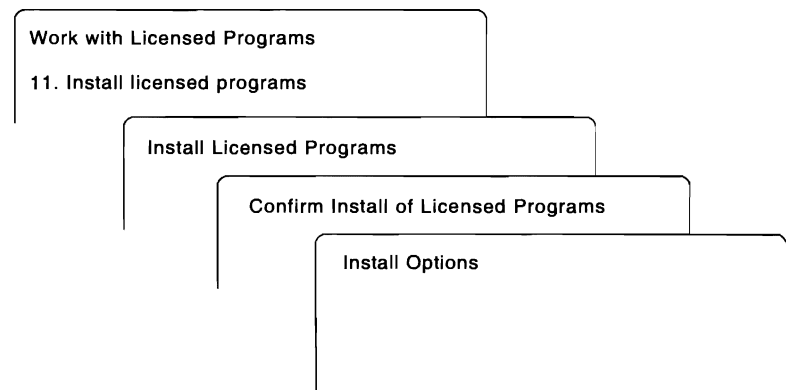 Work with Licensed Programs
11. Install licensed programs
Install Licensed Programs
Confirm Install of Licensed Programs
Install Options